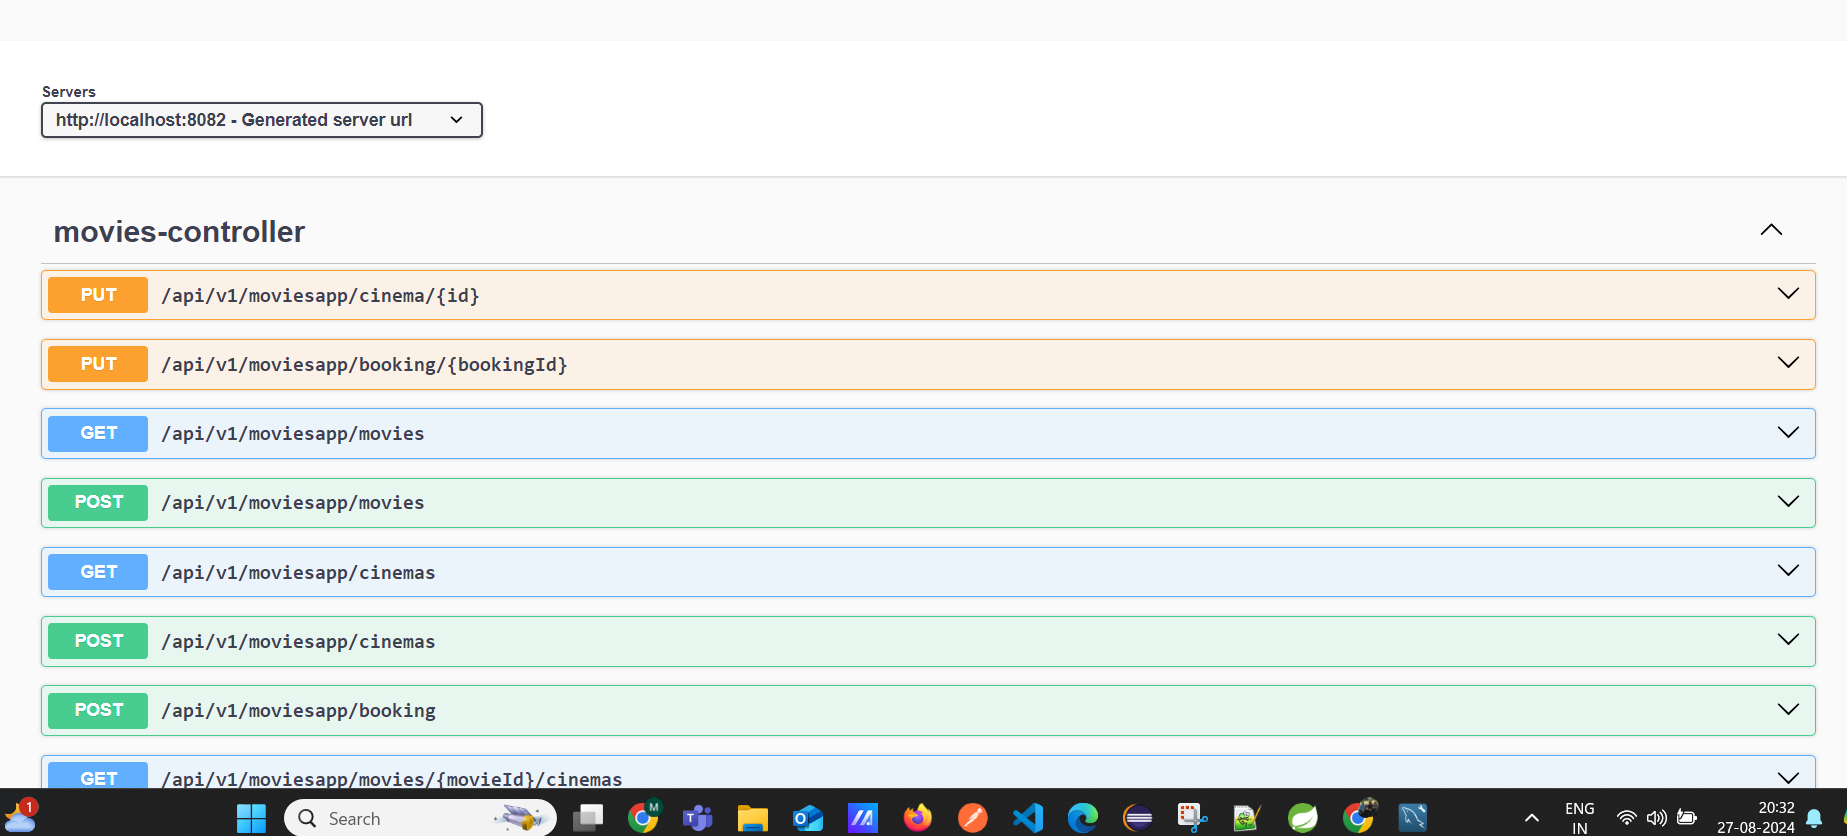 Servers
http://localhost:8082 - Generated server url
movies-controller
PUT /api/v1/moviesapp/cinema/{id}
PUT /api/v1/moviesapp/booking/{bookingId}
GET /api/v1/moviesapp/movies
POST /api/v1/moviesapp/movies
GET /api/v1/moviesapp/cinemas
POST /api/v1/moviesapp/cinemas
POST /api/v1/moviesapp/booking
GET /api/v1/moviesapp/movies/{movieId}/cinemas
1
Search
M
ENG
IN
20:32
27-08-2024